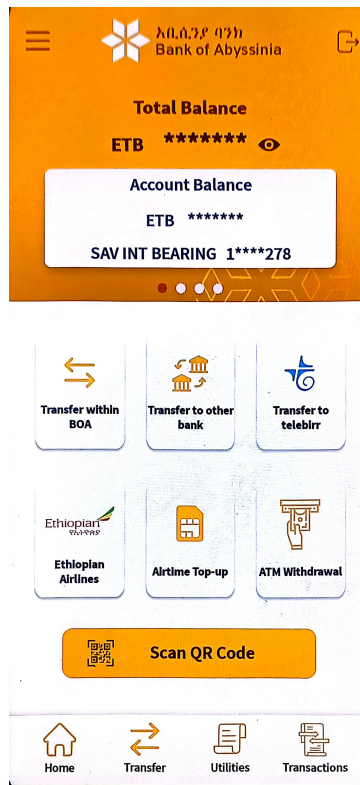 አቢሲንያ ባንክ
Bank of Abyssinia
Total Balance
ETB *******
Account Balance
ETB *******
SAV INT BEARING 1****278
Transfer within BOA
Transfer to other bank
Transfer to telebirr
Ethiopian
የኢትዮጵያ
Ethiopian Airlines
Airtime Top-up
ATM Withdrawal
Scan QR Code
Home
Transfer
Utilities
Transactions